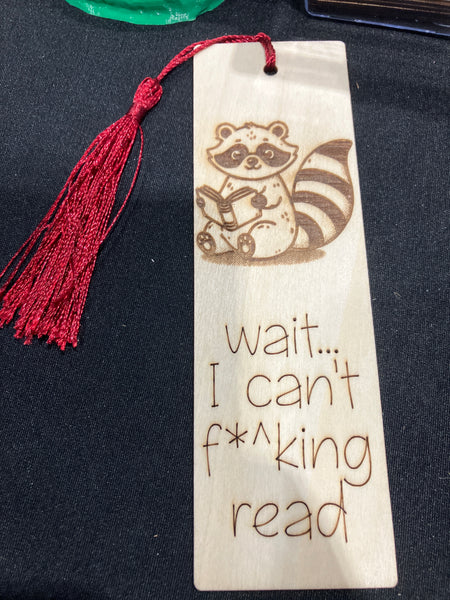 wait...
I can't
f*^king
read